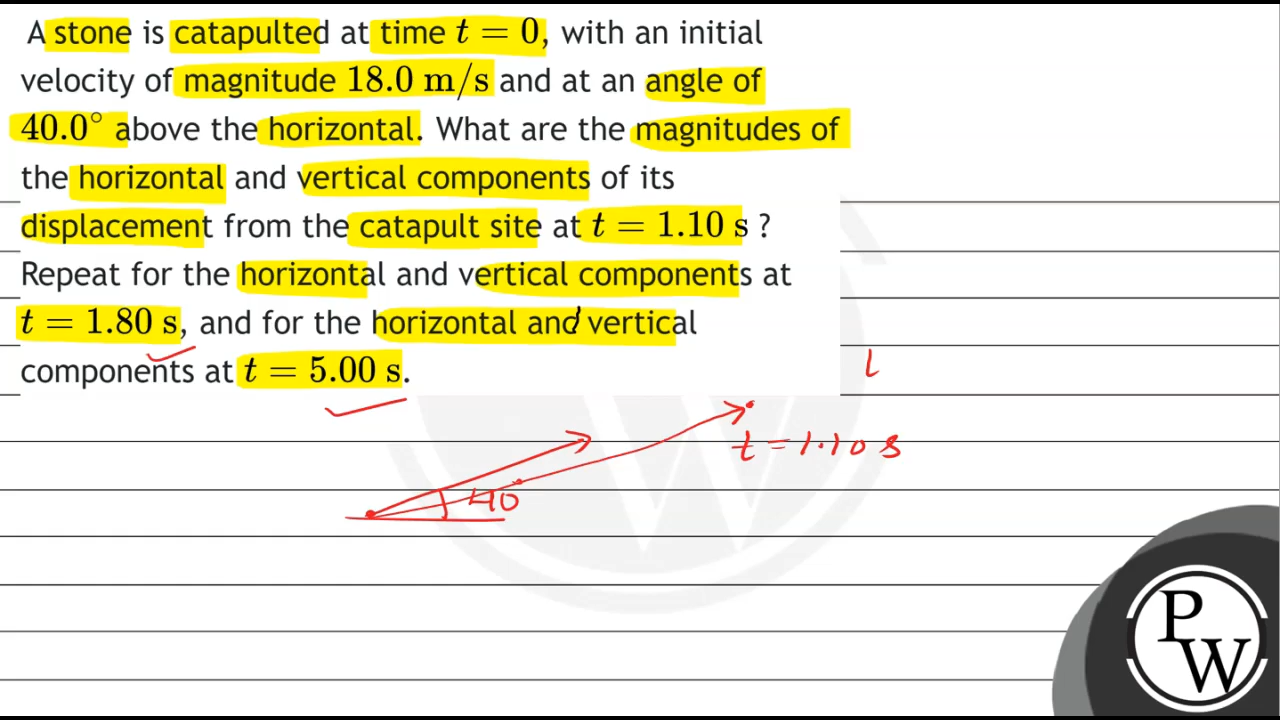 A stone is catapulted at time t = 0, with an initial
velocity of magnitude 18.0 m/s and at an angle of
40.0° above the horizontal. What are the magnitudes of
the horizontal and vertical components of its
displacement from the catapult site at t = 1.10 s ?
Repeat for the horizontal and vertical components at
t = 1.80 s, and for the horizontal and vertical
components at t = 5.00 s.
t = 1.10 s
40
P
W